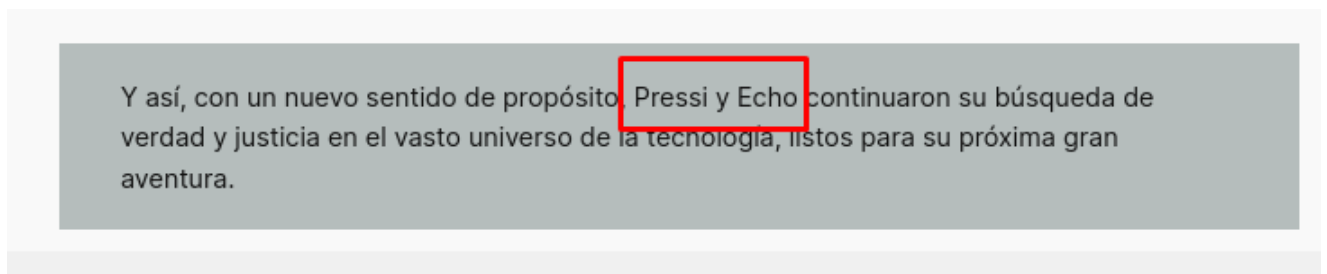 Y así, con un nuevo sentido de propósito, Pressi y Echo continuaron su búsqueda de
verdad y justicia en el vasto universo de la tecnología, listos para su próxima gran
aventura.